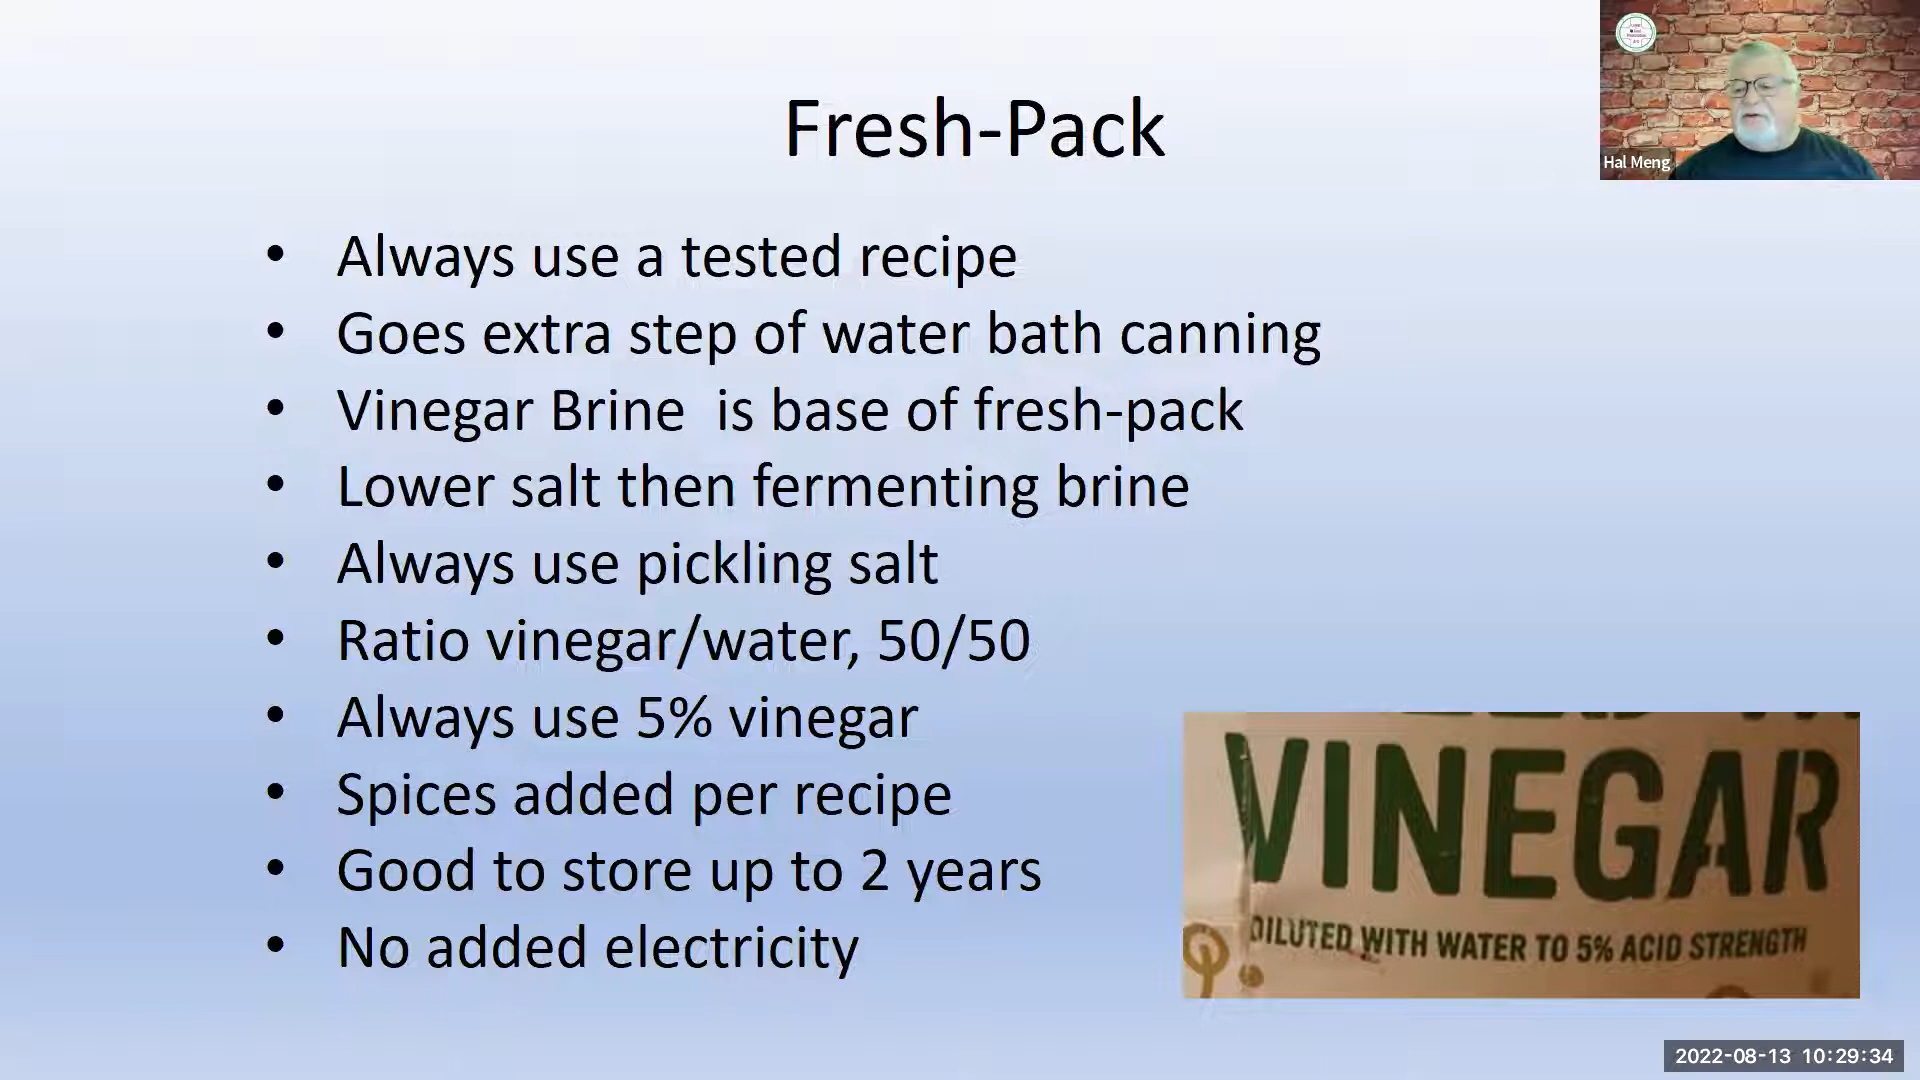 Fresh-Pack
Hal Meng
• Always use a tested recipe
• Goes extra step of water bath canning
• Vinegar Brine  is base of fresh-pack
• Lower salt then fermenting brine
• Always use pickling salt
• Ratio vinegar/water, 50/50
• Always use 5% vinegar
• Spices added per recipe
• Good to store up to 2 years
• No added electricity
VINEGAR
DILUTED WITH WATER TO 5% ACID STRENGTH
2022-08-13 10:29:34